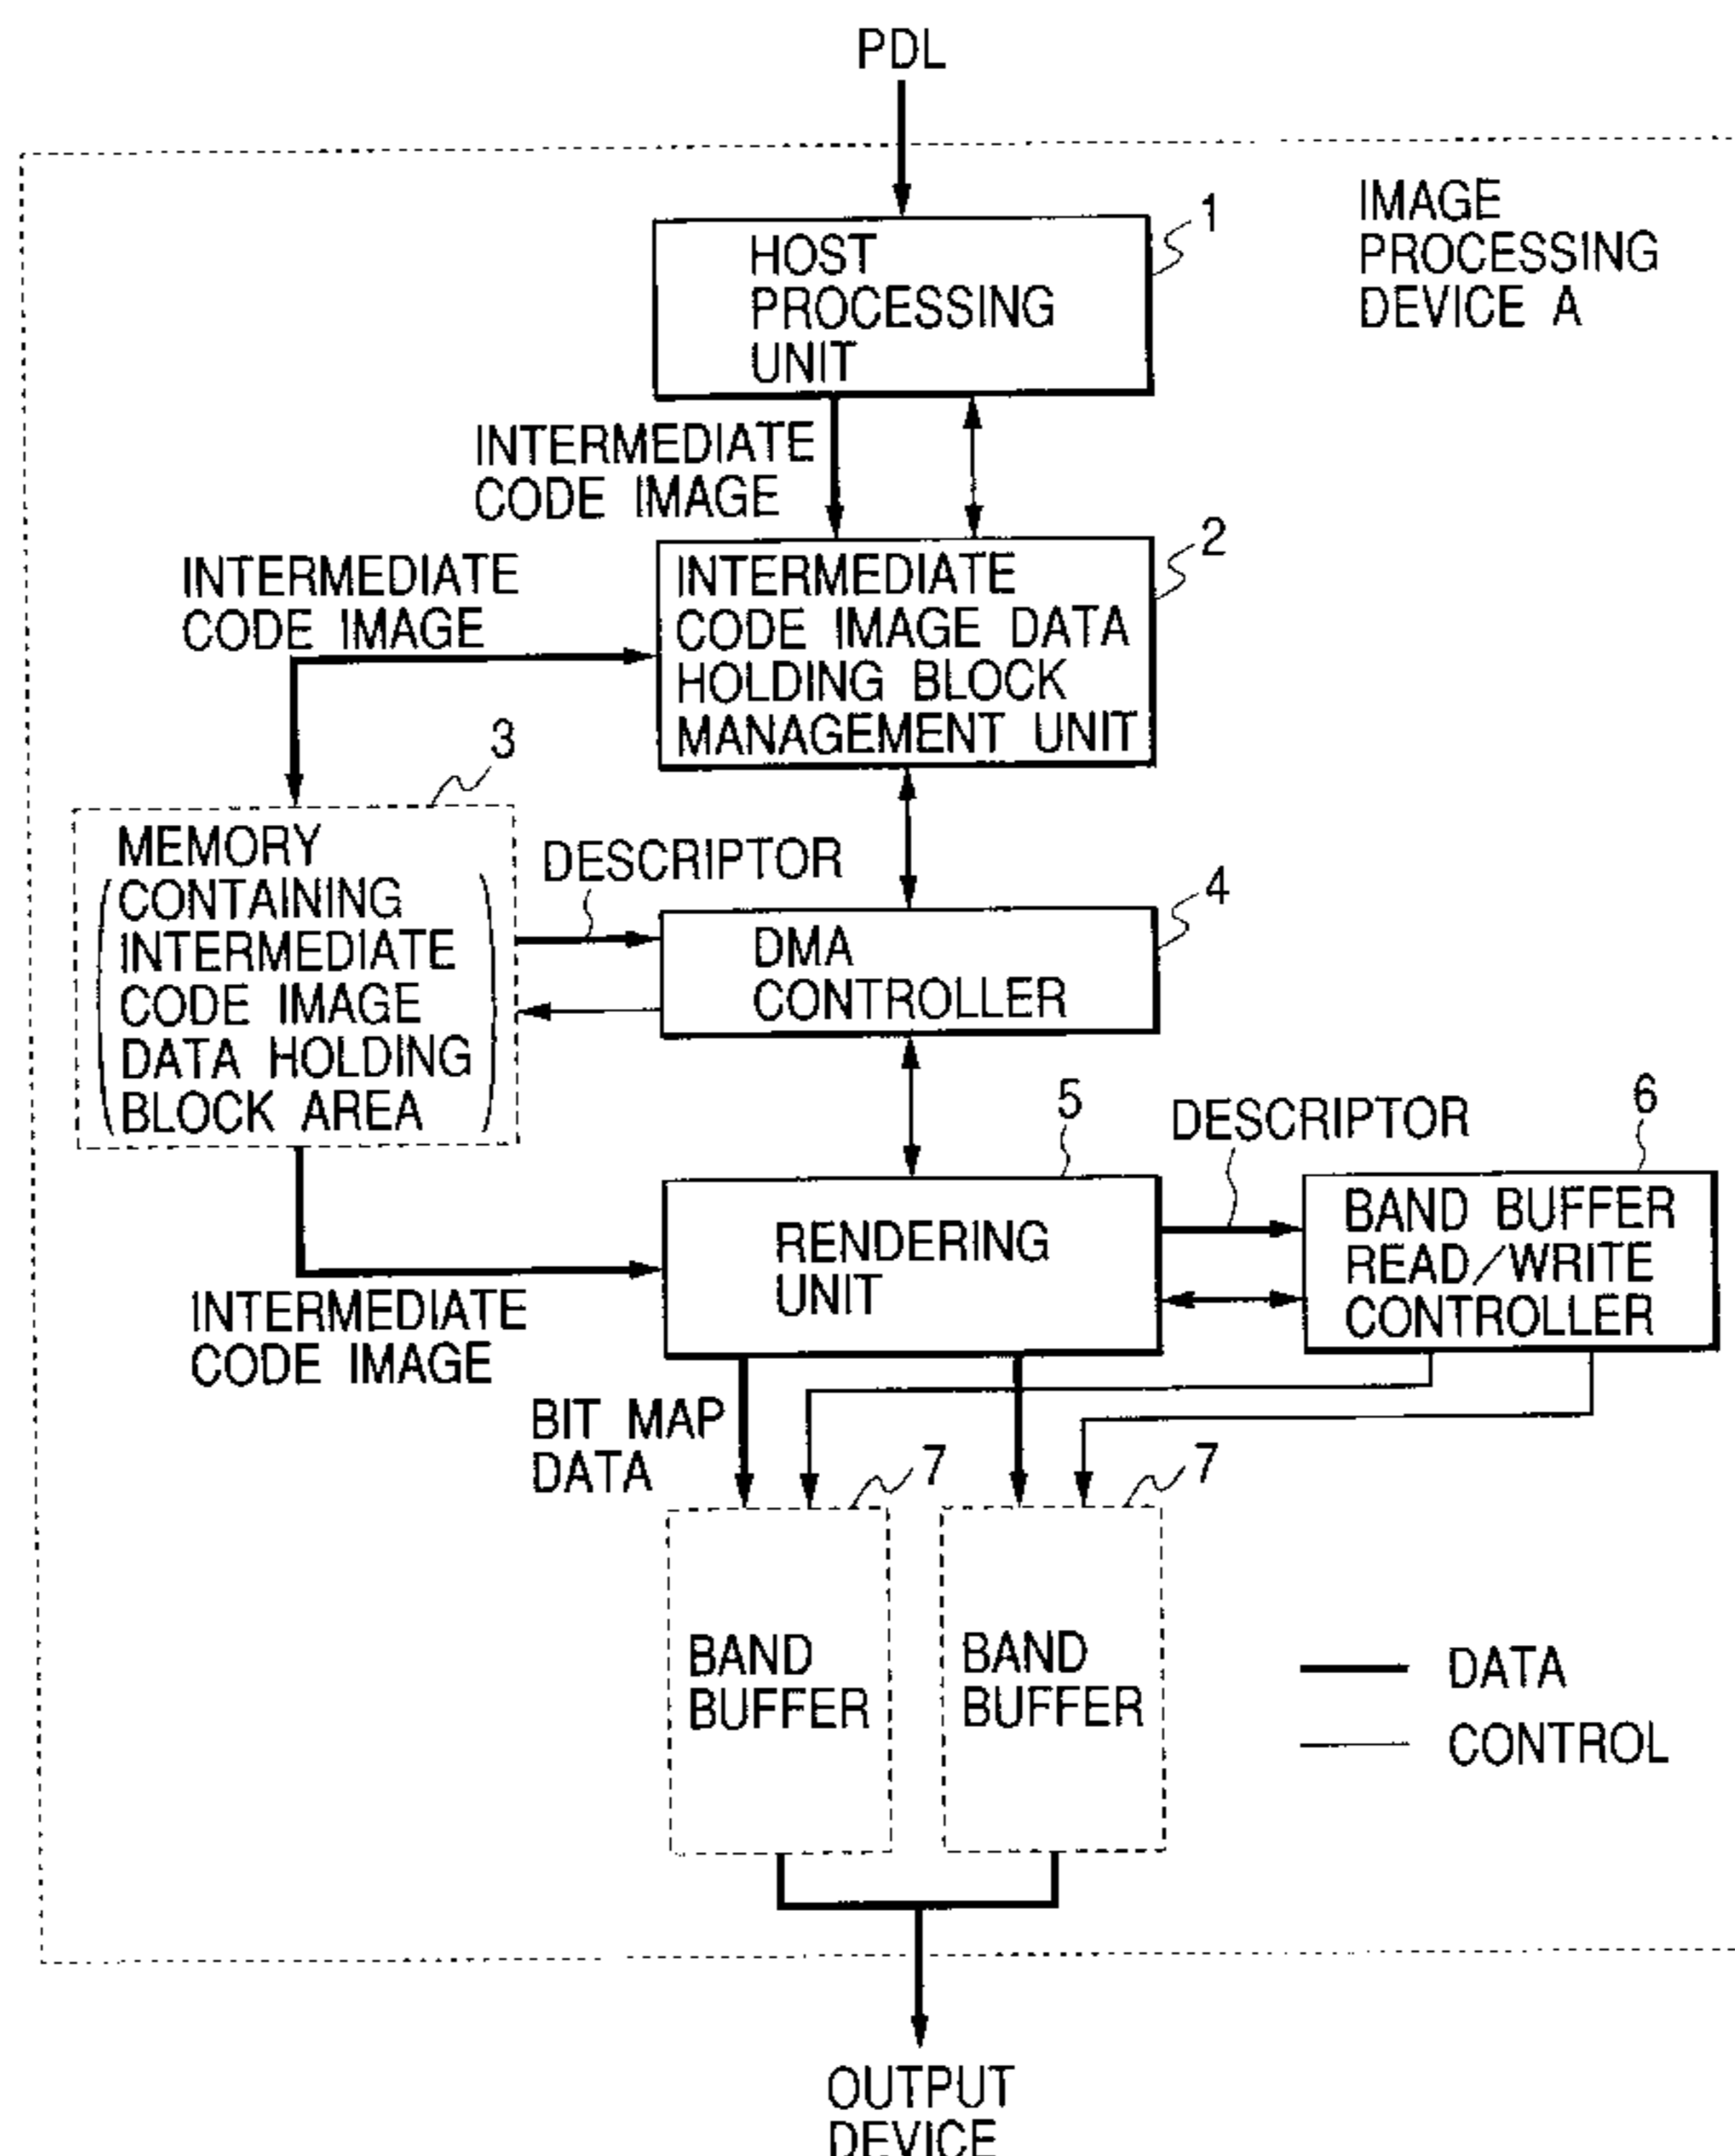 PDL
IMAGE
PROCESSING
DEVICE A
1
HOST
PROCESSING
UNIT
INTERMEDIATE
CODE IMAGE
2
INTERMEDIATE
CODE IMAGE
INTERMEDIATE
CODE IMAGE DATA
HOLDING BLOCK
MANAGEMENT UNIT
3
MEMORY
(CONTAINING
INTERMEDIATE
CODE IMAGE
DATA HOLDING
BLOCK AREA)
DESCRIPTOR
4
DMA
CONTROLLER
5
DESCRIPTOR
6
RENDERING
UNIT
BAND BUFFER
READ/WRITE
CONTROLLER
INTERMEDIATE
CODE IMAGE
BIT MAP
DATA
7
7
BAND
BUFFER
BAND
BUFFER
DATA
CONTROL
OUTPUT
DEVICE